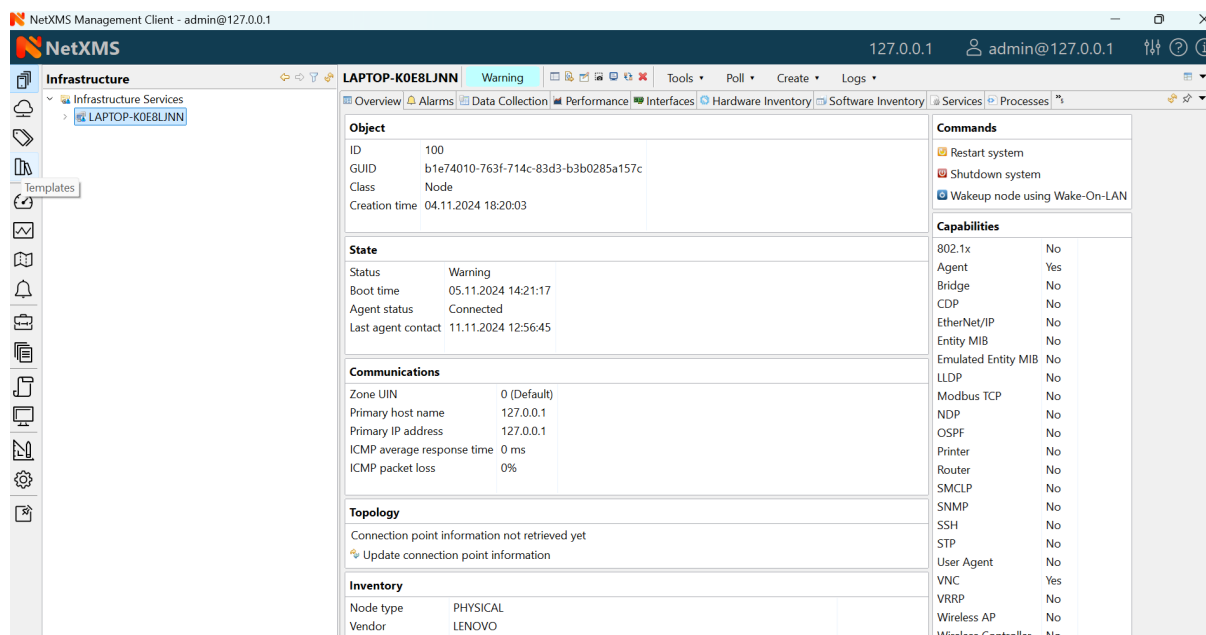 NetXMS Management Client - admin@127.0.0.1
NetXMS
127.0.0.1
admin@127.0.0.1
Infrastructure
Infrastructure Services
LAPTOP-K0E8LJNN
Templates
LAPTOP-K0E8LJNN Warning Tools Poll Create Logs
Overview Alarms Data Collection Performance Interfaces Hardware Inventory Software Inventory Services Processes
Object
ID 100
GUID b1e74010-763f-714c-83d3-b3b0285a157c
Class Node
Creation time 04.11.2024 18:20:03
State
Status Warning
Boot time 05.11.2024 14:21:17
Agent status Connected
Last agent contact 11.11.2024 12:56:45
Communications
Zone UIN 0 (Default)
Primary host name 127.0.0.1
Primary IP address 127.0.0.1
ICMP average response time 0 ms
ICMP packet loss 0%
Topology
Connection point information not retrieved yet
Update connection point information
Inventory
Node type PHYSICAL
Vendor LENOVO
Commands
Restart system
Shutdown system
Wakeup node using Wake-On-LAN
Capabilities
802.1x No
Agent Yes
Bridge No
CDP No
EtherNet/IP No
Entity MIB No
Emulated Entity MIB No
LLDP No
Modbus TCP No
NDP No
OSPF No
Printer No
Router No
SMCLP No
SNMP No
SSH No
STP No
User Agent No
VNC Yes
VRRP No
Wireless AP No
Wireless Controller No